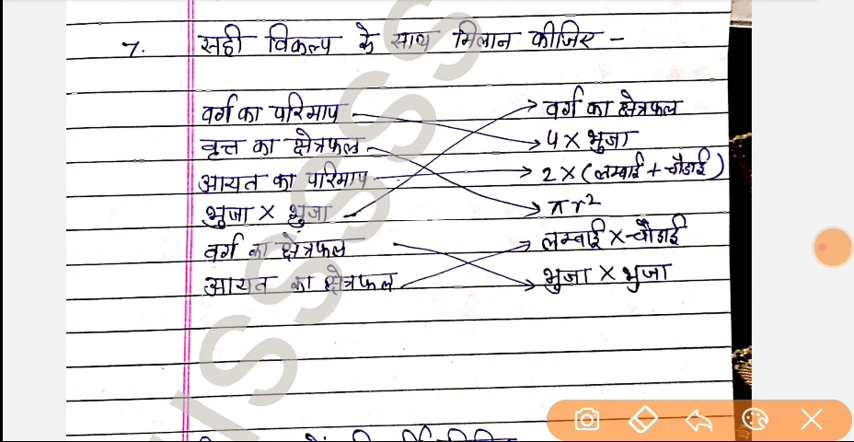 7. सही विकल्प के साथ मिलान कीजिए -
वर्ग का परिमाप → वर्ग का क्षेत्रफल
वृत्त का क्षेत्रफल → 4 × भुजा
आयत का परिमाप → 2 × (लम्बाई + चौडाई)
भुजा × भुजा → πr²
वर्ग का क्षेत्रफल → लम्बाई × चौडाई
आयत का क्षेत्रफल → भुजा × भुजा